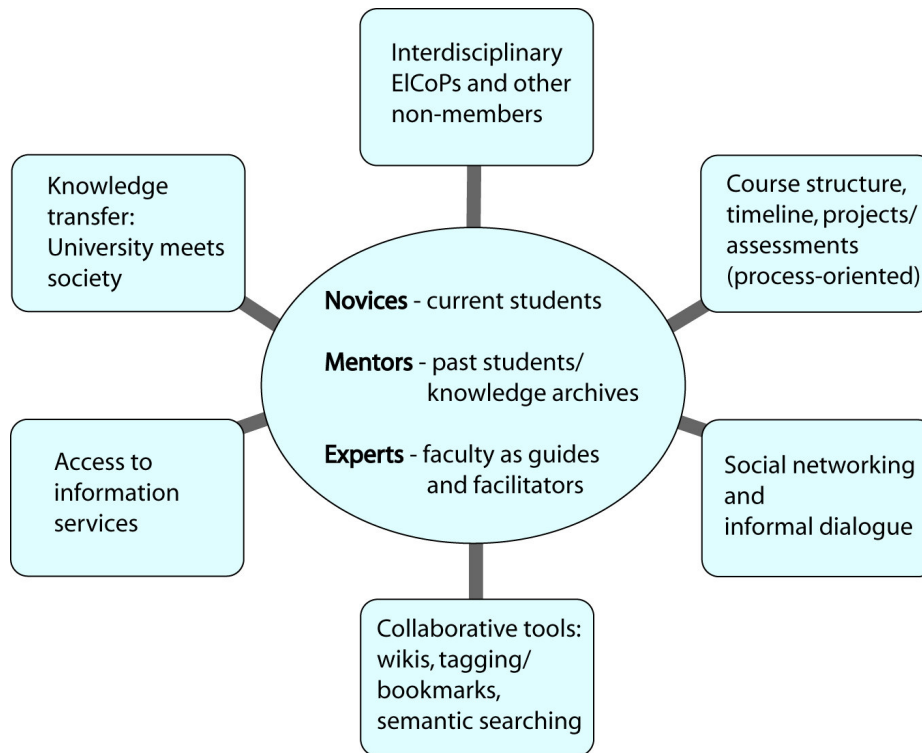 Interdisciplinary
ElCoPs and other
non-members
Knowledge
transfer:
University meets
society
Course structure,
timeline, projects/
assessments
(process-oriented)
Novices - current students
Mentors - past students/
knowledge archives
Experts - faculty as guides
and facilitators
Access to
information
services
Social networking
and
informal dialogue
Collaborative tools:
wikis, tagging/
bookmarks,
semantic searching